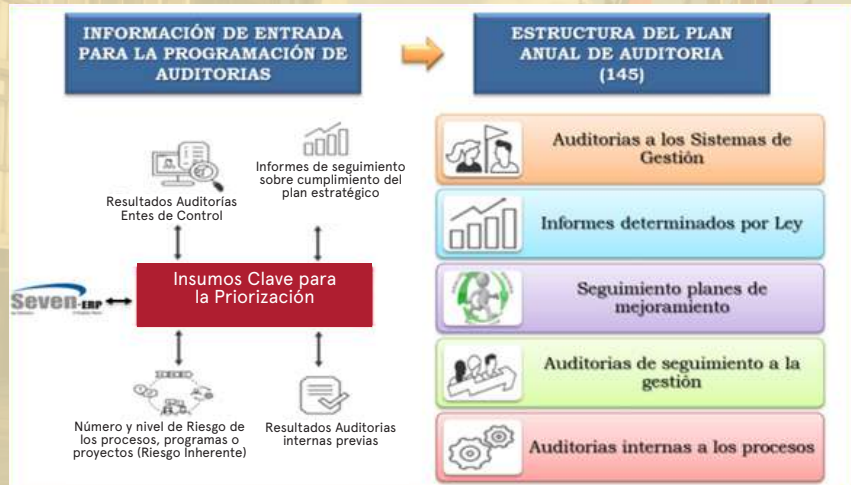 INFORMACIÓN DE ENTRADA
PARA LA PROGRAMACIÓN DE
AUDITORIAS
ESTRUCTURA DEL PLAN
ANUAL DE AUDITORIA
(145)
Resultados Auditorías
Entes de Control
Informes de seguimiento
sobre cumplimiento del
plan estratégico
Insumos Clave para
la Priorización
Seven-ERP
Número y nivel de Riesgo de
los procesos, programas o
proyectos (Riesgo Inherente)
Resultados Auditorias
internas previas
Auditorias a los Sistemas de
Gestión
Informes determinados por Ley
Seguimiento planes de
mejoramiento
Auditorias de seguimiento a la
gestión
Auditorias internas a los procesos